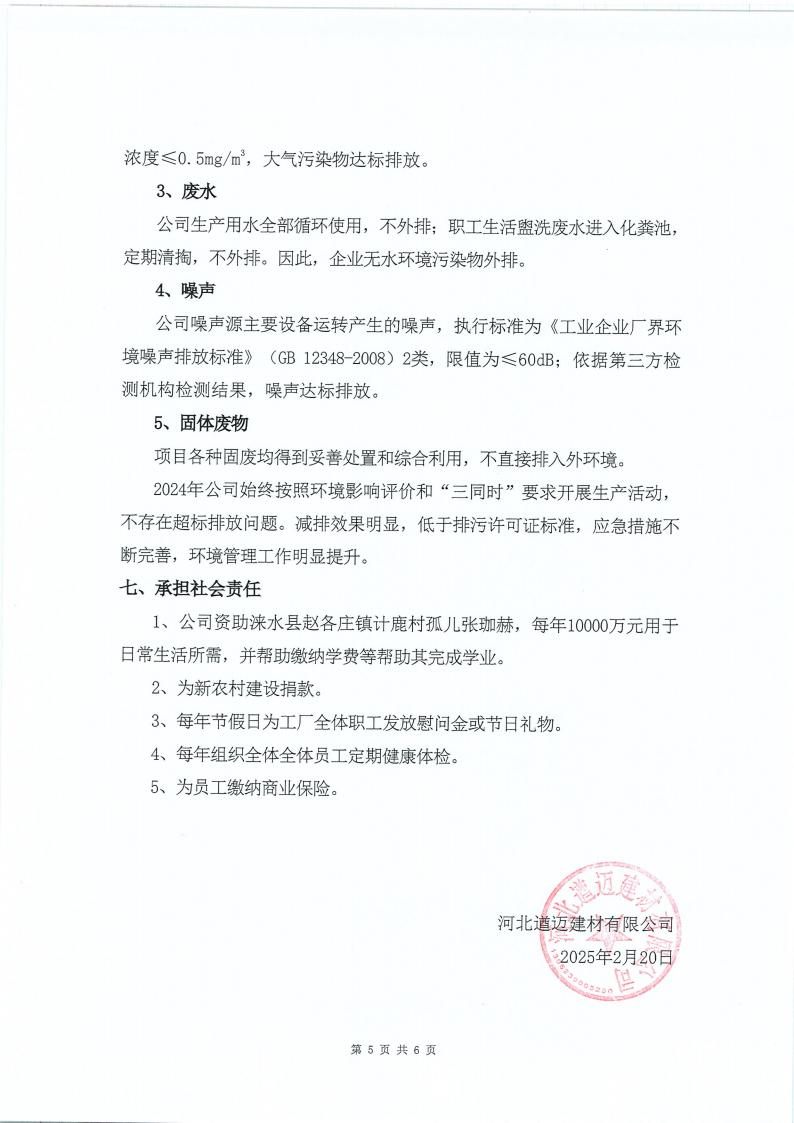 浓度≤0.5mg/m³，大气污染物达标排放。
3、废水
公司生产用水全部循环使用，不外排；职工生活盥洗废水进入化粪池，
定期清掏，不外排。因此，企业无水环境污染物外排。
4、噪声
公司噪声源主要设备运转产生的噪声，执行标准为《工业企业厂界环
境噪声排放标准》（GB 12348-2008）2类，限值为≤60dB；依据第三方检
测机构检测结果，噪声达标排放。
5、固体废物
项目各种固废均得到妥善处置和综合利用，不直接排入外环境。
2024年公司始终按照环境影响评价和“三同时”要求开展生产活动，
不存在超标排放问题。减排效果明显，低于排污许可证标准，应急措施不
断完善，环境管理工作明显提升。
七、承担社会责任
1、公司资助涞水县赵各庄镇计鹿村孤儿张珈赫，每年10000万元用于
日常生活所需，并帮助缴纳学费等帮助其完成学业。
2、为新农村建设捐款。
3、每年节假日为工厂全体职工发放慰问金或节日礼物。
4、每年组织全体全体员工定期健康体检。
5、为员工缴纳商业保险。
河北遒迈建材有限公司
河北遒迈建材有限公司
2025年2月20日
第 5 页 共 6 页